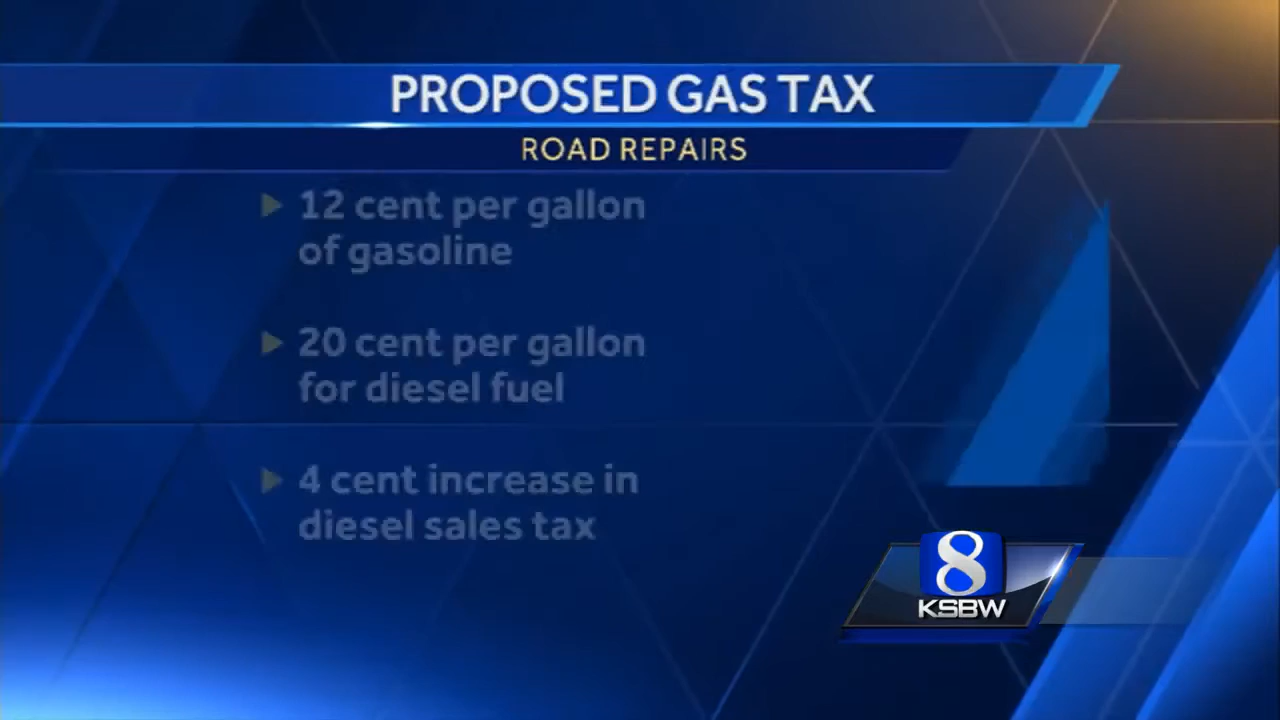 PROPOSED GAS TAX
ROAD REPAIRS
12 cent per gallon
of gasoline
20 cent per gallon
for diesel fuel
4 cent increase in
diesel sales tax
8
KSBW